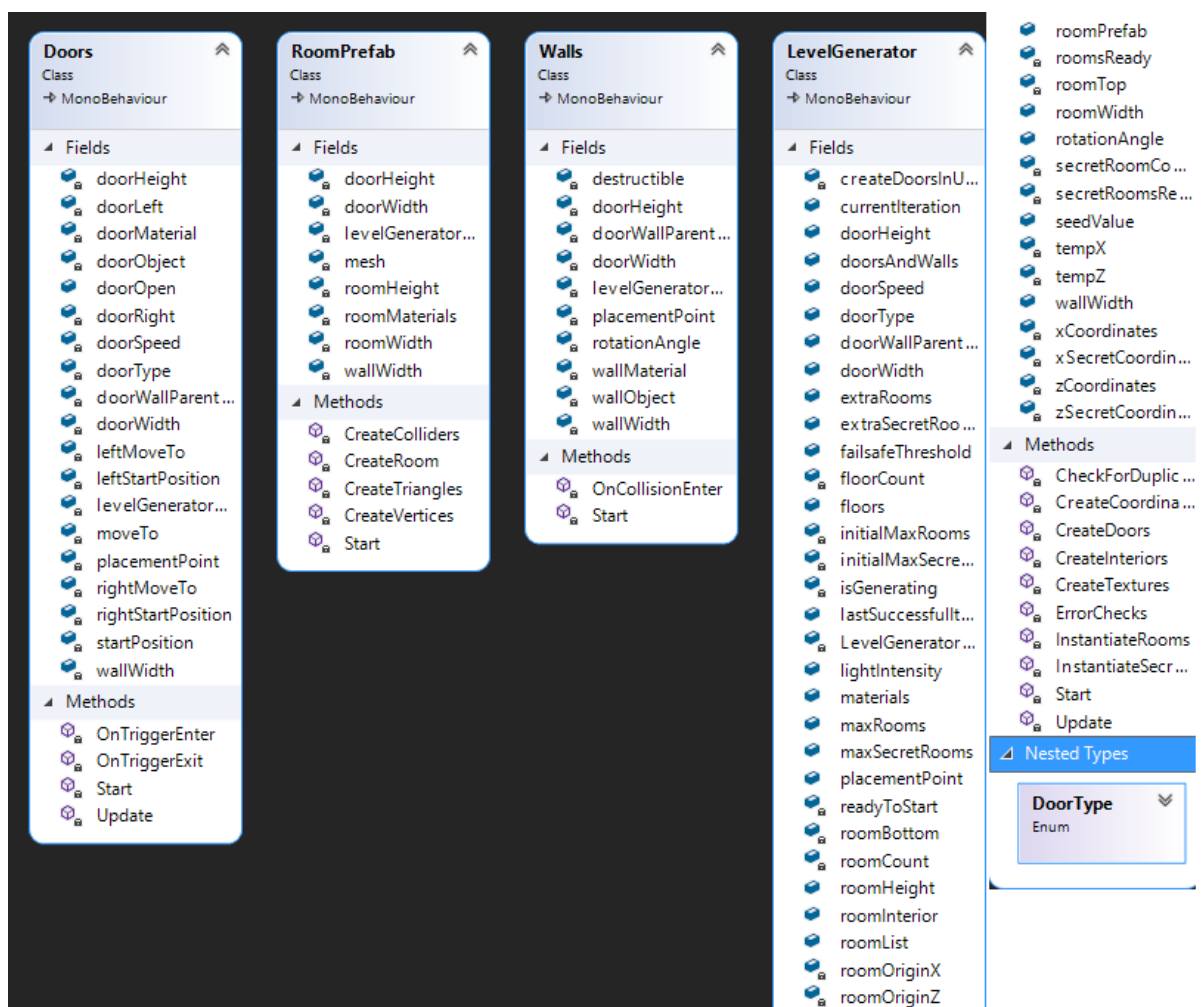 Doors
Class
MonoBehaviour
Fields
doorHeight
doorLeft
doorMaterial
doorObject
doorOpen
doorRight
doorSpeed
doorType
doorWallParent...
doorWidth
leftMoveTo
leftStartPosition
levelGenerator...
moveTo
placementPoint
rightMoveTo
rightStartPosition
startPosition
wallWidth
Methods
OnTriggerEnter
OnTriggerExit
Start
Update
RoomPrefab
Class
MonoBehaviour
Fields
doorHeight
doorWidth
levelGenerator...
mesh
roomHeight
roomMaterials
roomWidth
wallWidth
Methods
CreateColliders
CreateRoom
CreateTriangles
CreateVertices
Start
Walls
Class
MonoBehaviour
Fields
destructible
doorHeight
doorWallParent...
doorWidth
levelGenerator...
placementPoint
rotationAngle
wallMaterial
wallObject
wallWidth
Methods
OnCollisionEnter
Start
LevelGenerator
Class
MonoBehaviour
Fields
createDoorsInU...
currentIteration
doorHeight
doorsAndWalls
doorSpeed
doorType
doorWallParent...
doorWidth
extraRooms
extraSecretRoo...
failsafeThreshold
floorCount
floors
initialMaxRooms
initialMaxSecre...
isGenerating
lastSuccessfulIt...
LevelGenerator...
lightIntensity
materials
maxRooms
maxSecretRooms
placementPoint
readyToStart
roomBottom
roomCount
roomHeight
roomInterior
roomList
roomOriginX
roomOriginZ
roomPrefab
roomsReady
roomTop
roomWidth
rotationAngle
secretRoomCo...
secretRoomsRe...
seedValue
tempX
tempZ
wallWidth
xCoordinates
xSecretCoordin...
zCoordinates
zSecretCoordin...
Methods
CheckForDuplic...
CreateCoordina...
CreateDoors
CreateInteriors
CreateTextures
ErrorChecks
InstantiateRooms
InstantiateSecr...
Start
Update
Nested Types
DoorType
Enum